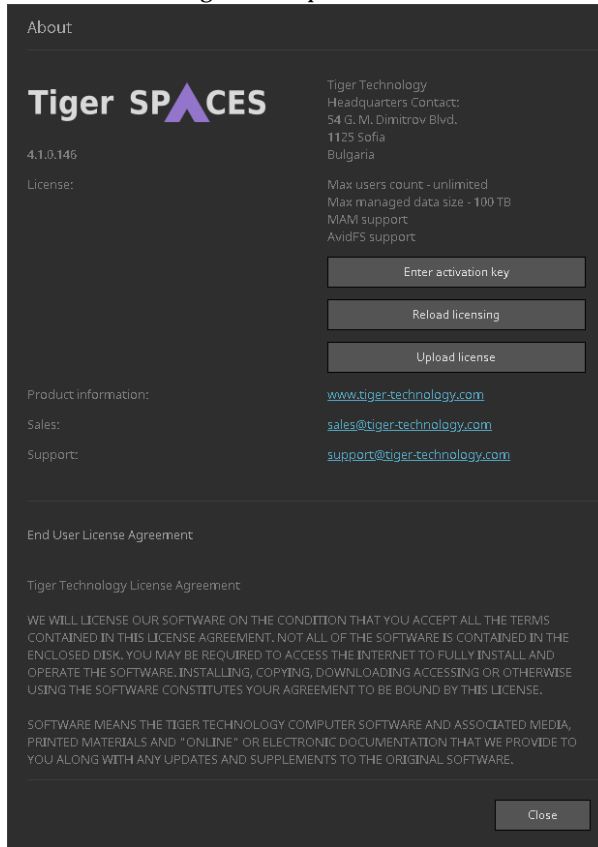 About
Tiger SPACES
Tiger Technology
Headquarters Contact:
54 G. M. Dimitrov Blvd.
1125 Sofia
4.1.0.146
Bulgaria
License:
Max users count - unlimited
Max managed data size - 100 TB
MAM support
AvidFS support
Enter activation key
Reload licensing
Upload license
Product information:
www.tiger-technology.com
Sales:
sales@tiger-technology.com
Support:
support@tiger-technology.com
End User License Agreement
Tiger Technology License Agreement
WE WILL LICENSE OUR SOFTWARE ON THE CONDITION THAT YOU ACCEPT ALL THE TERMS
CONTAINED IN THIS LICENSE AGREEMENT. NOT ALL OF THE SOFTWARE IS CONTAINED IN THE
ENCLOSED DISK. YOU MAY BE REQUIRED TO ACCESS THE INTERNET TO FULLY INSTALL AND
OPERATE THE SOFTWARE. INSTALLING, COPYING, DOWNLOADING ACCESSING OR OTHERWISE
USING THE SOFTWARE CONSTITUTES YOUR AGREEMENT TO BE BOUND BY THIS LICENSE.
SOFTWARE MEANS THE TIGER TECHNOLOGY COMPUTER SOFTWARE AND ASSOCIATED MEDIA,
PRINTED MATERIALS AND "ONLINE" OR ELECTRONIC DOCUMENTATION THAT WE PROVIDE TO
YOU ALONG WITH ANY UPDATES AND SUPPLEMENTS TO THE ORIGINAL SOFTWARE.
Close